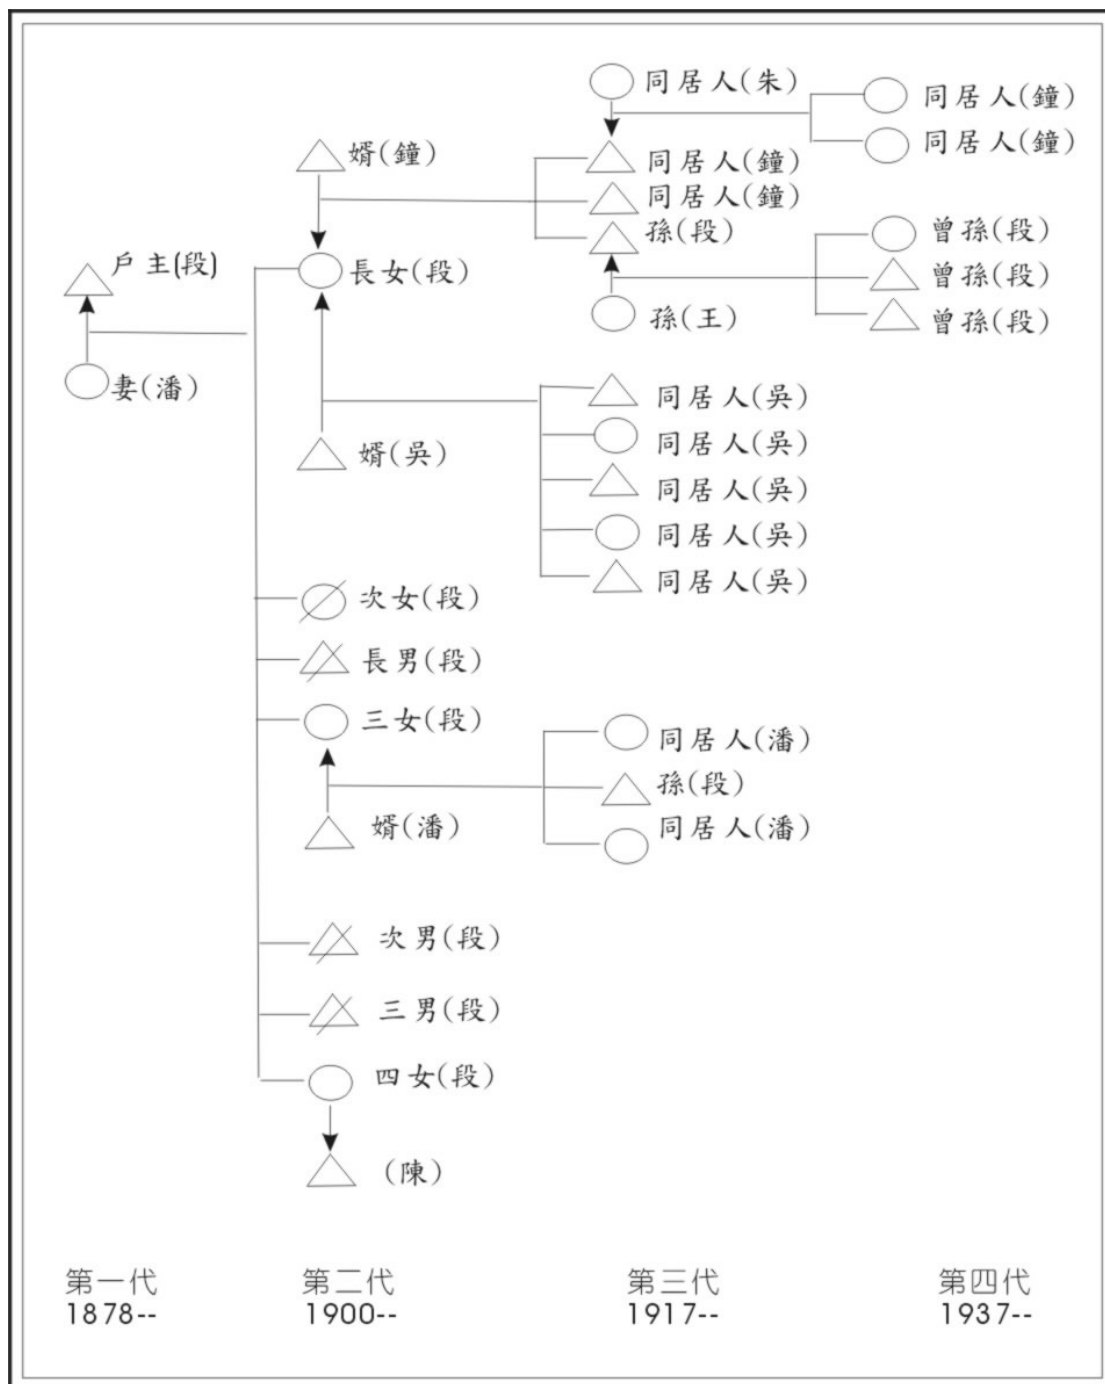 同居人(朱)
同居人(鐘)
同居人(鐘)
婿(鐘)
同居人(鐘)
同居人(鐘)
孫(段)
曾孫(段)
戶主(段)
長女(段)
曾孫(段)
孫(王)
曾孫(段)
妻(潘)
同居人(吳)
婿(吳)
同居人(吳)
同居人(吳)
同居人(吳)
同居人(吳)
次女(段)
長男(段)
三女(段)
同居人(潘)
孫(段)
婿(潘)
同居人(潘)
次男(段)
三男(段)
四女(段)
(陳)
第一代
1878--
第二代
1900--
第三代
1917--
第四代
1937--